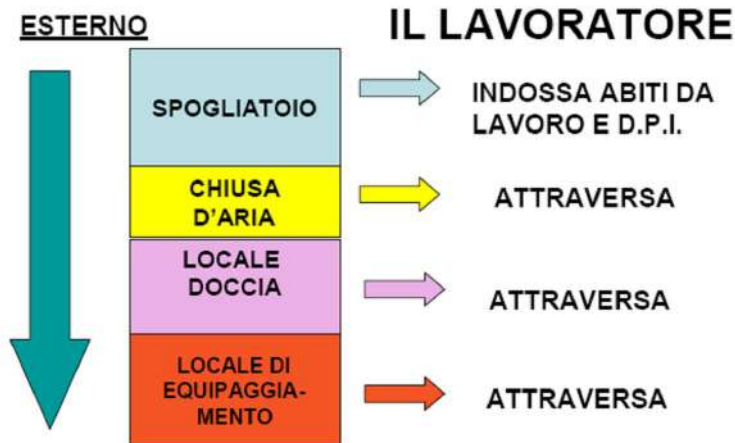 ESTERNO
IL LAVORATORE
SPOGLIATOIO
INDOSSA ABITI DA
LAVORO E D.P.I.
CHIUSA
D'ARIA
ATTRAVERSA
LOCALE
DOCCIA
ATTRAVERSA
LOCALE DI
EQUIPAGGIA-
MENTO
ATTRAVERSA